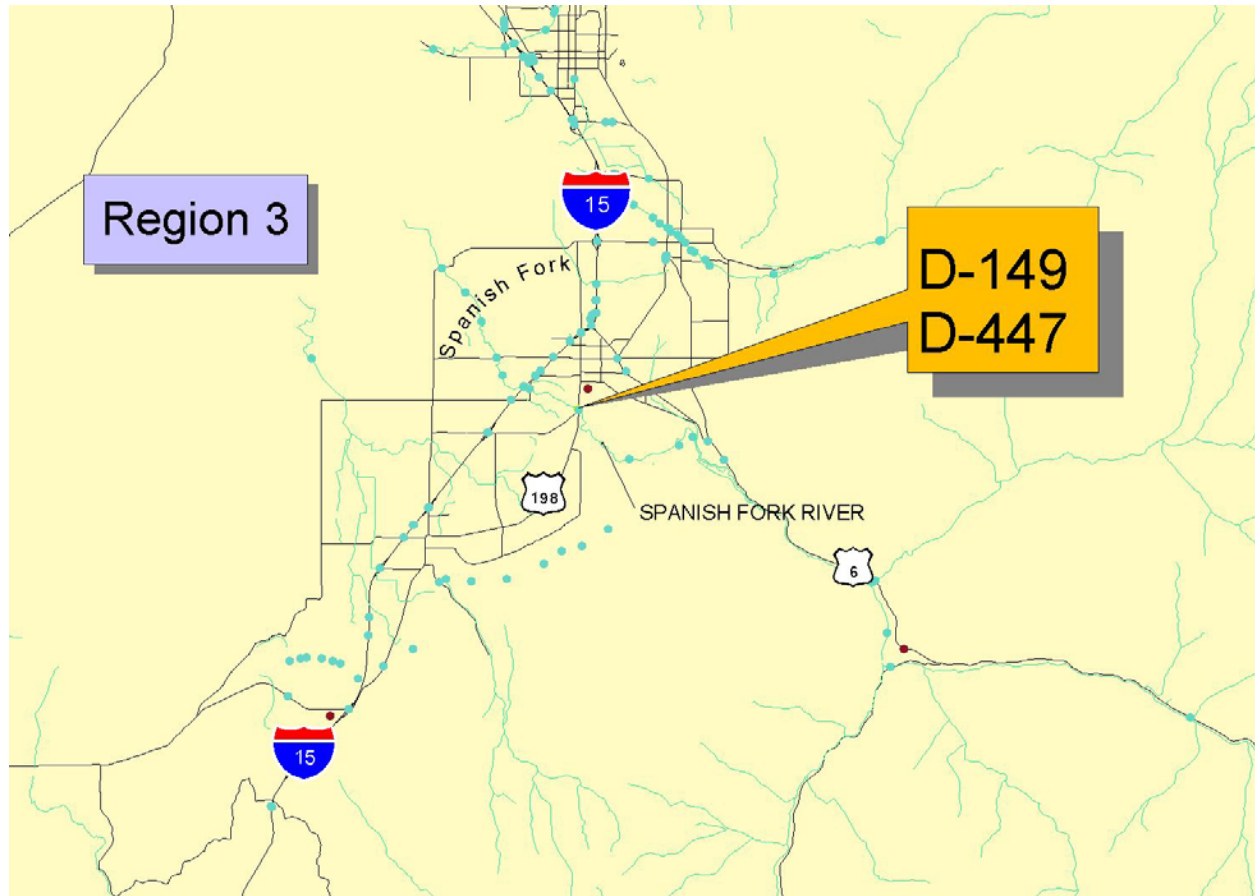 15
Region 3
D-149
D-447
Spanish Fork
198
SPANISH FORK RIVER
6
15